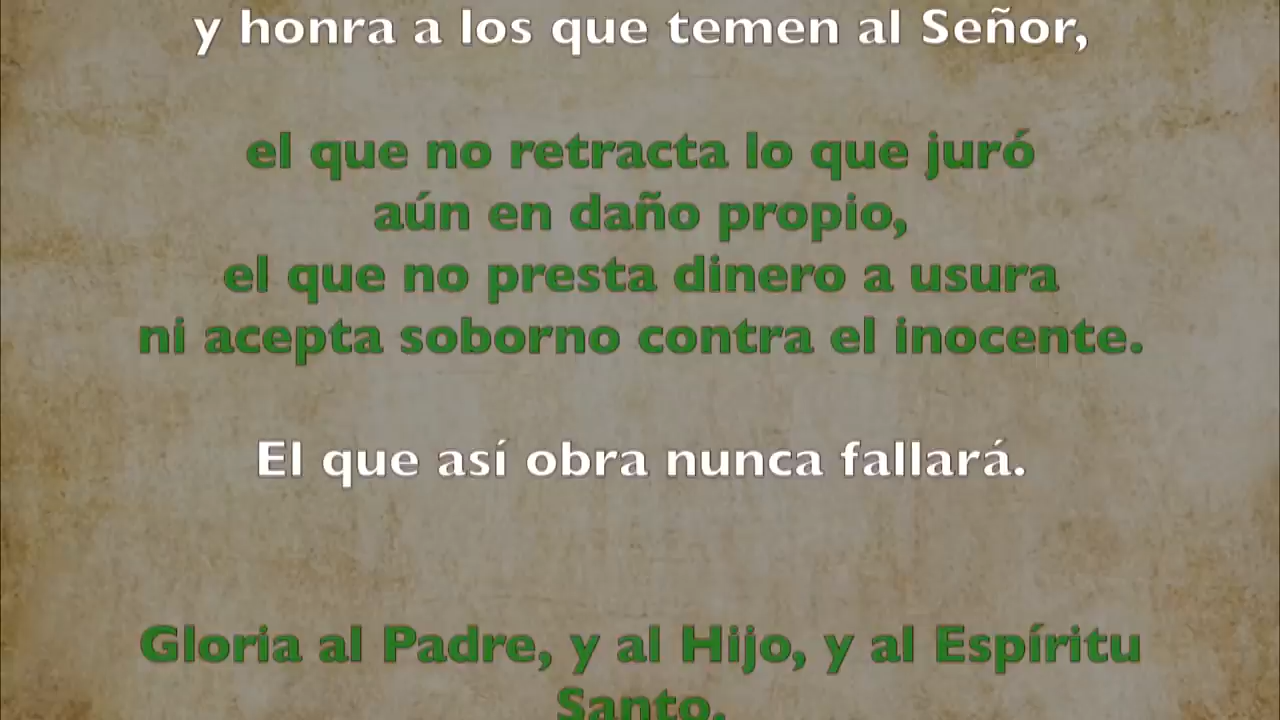 y honra a los que temen al Señor,
el que no retracta lo que juró
aún en daño propio,
el que no presta dinero a usura
ni acepta soborno contra el inocente.
El que así obra nunca fallará.
Gloria al Padre, y al Hijo, y al Espíritu
Santo.